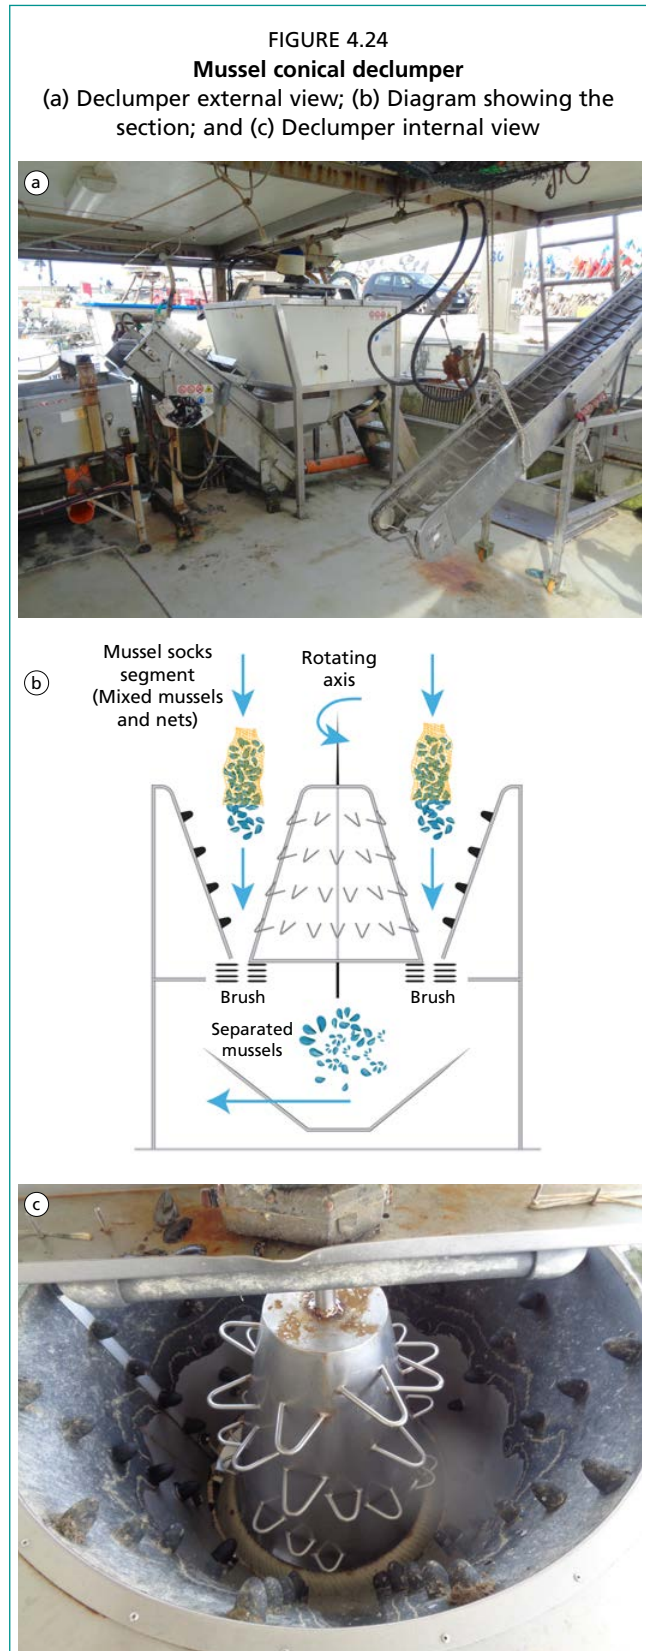 FIGURE 4.24
Mussel conical declumper
(a) Declumper external view; (b) Diagram showing the
section; and (c) Declumper internal view
a
b
Mussel socks
segment
(Mixed mussels
and nets)
Rotating
axis
Brush
Brush
Separated
mussels
c